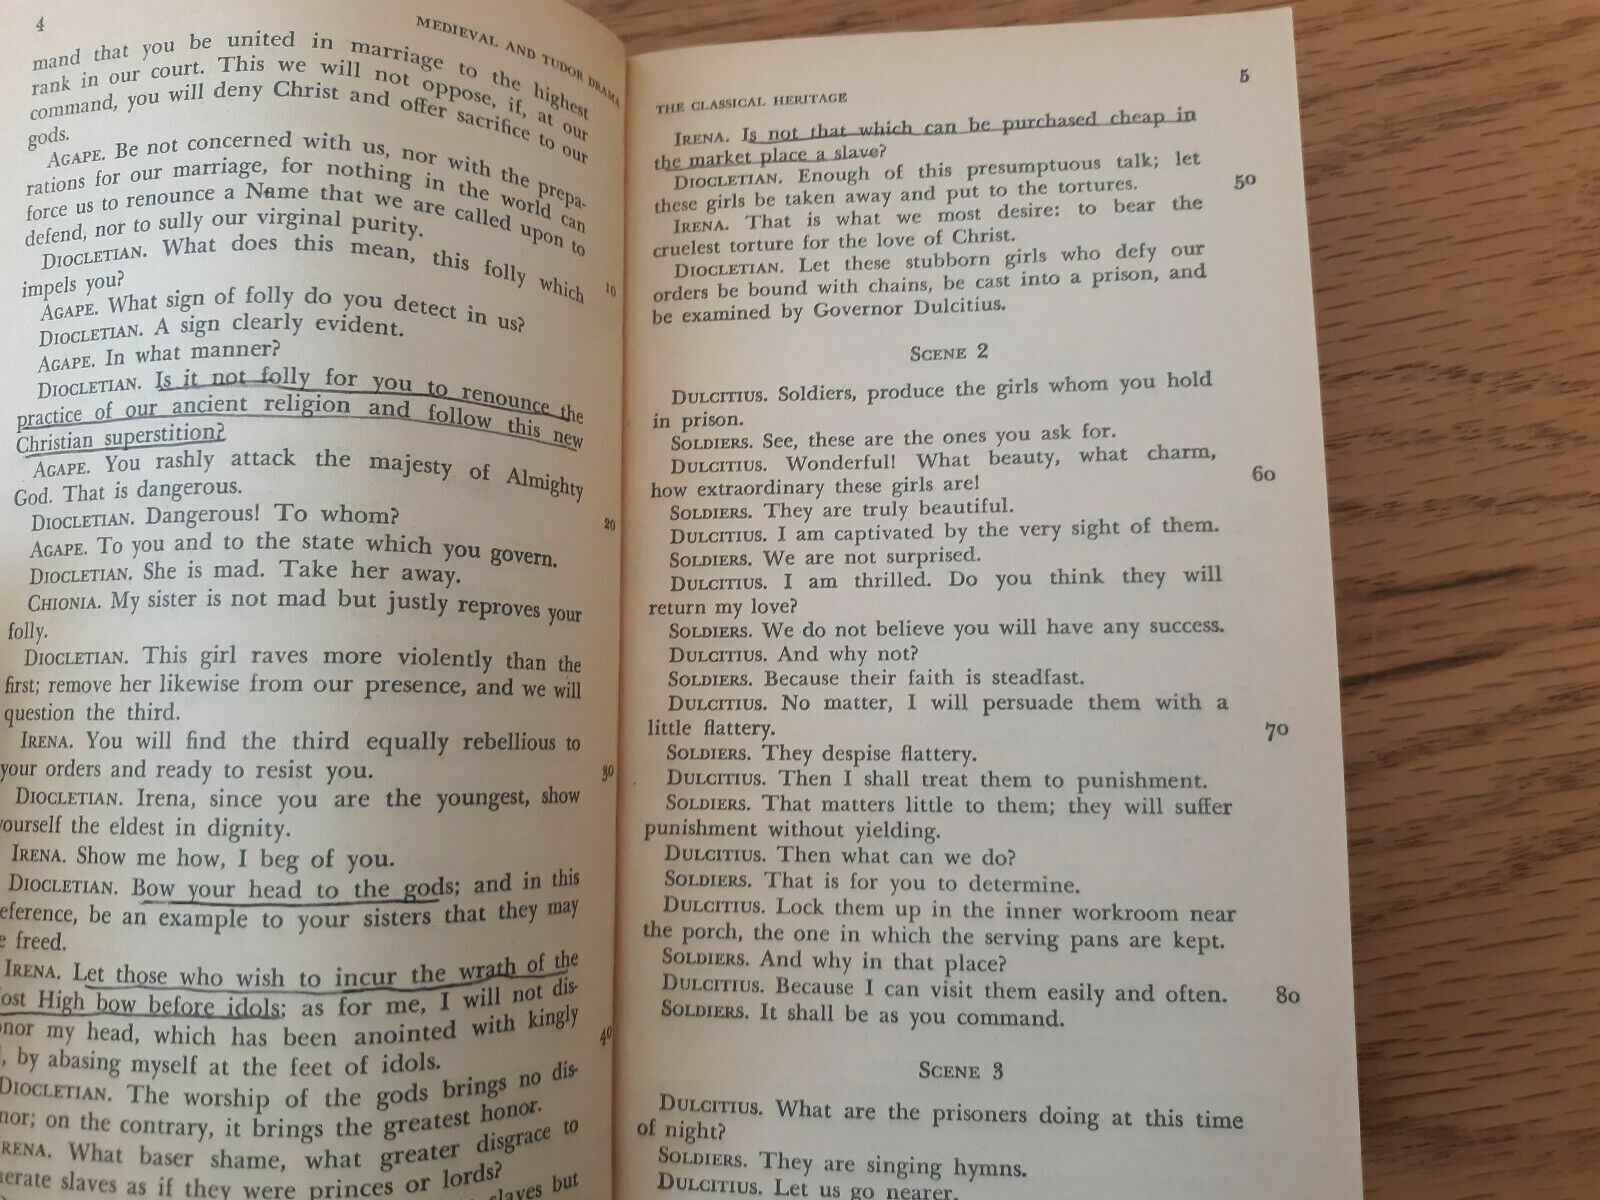 4
MEDIEVAL AND TUDOR DRAMA
mand that you be united in marriage to the highest
rank in our court. This we will not oppose, if, at our
command, you will deny Christ and offer sacrifice to our
gods.
AGAPE. Be not concerned with us, nor with the prepa-
rations for our marriage, for nothing in the world can
force us to renounce a Name that we are called upon to
defend, nor to sully our virginal purity.
DIOCLETIAN. What does this mean, this folly which
impels you? 10
AGAPE. What sign of folly do you detect in us?
DIOCLETIAN. A sign clearly evident.
AGAPE. In what manner?
DIOCLETIAN. Is it not folly for you to renounce the
practice of our ancient religion and follow this new
Christian superstition?
AGAPE. You rashly attack the majesty of Almighty
God. That is dangerous.
DIOCLETIAN. Dangerous! To whom? 20
AGAPE. To you and to the state which you govern.
DIOCLETIAN. She is mad. Take her away.
CHIONIA. My sister is not mad but justly reproves your
folly.
DIOCLETIAN. This girl raves more violently than the
first; remove her likewise from our presence, and we will
question the third.
IRENA. You will find the third equally rebellious to
your orders and ready to resist you. 30
DIOCLETIAN. Irena, since you are the youngest, show
yourself the eldest in dignity.
IRENA. Show me how, I beg of you.
DIOCLETIAN. Bow your head to the gods; and in this
eference, be an example to your sisters that they may
e freed.
IRENA. Let those who wish to incur the wrath of the
ost High bow before idols; as for me, I will not dis-
onor my head, which has been anointed with kingly 40
, by abasing myself at the feet of idols.
DIOCLETIAN. The worship of the gods brings no dis-
nor; on the contrary, it brings the greatest honor.
RENA. What baser shame, what greater disgrace to
nerate slaves as if they were princes or lords?
slaves but
THE CLASSICAL HERITAGE
5
IRENA. Is not that which can be purchased cheap in
the market place a slave?
DIOCLETIAN. Enough of this presumptuous talk; let
these girls be taken away and put to the tortures. 50
IRENA. That is what we most desire: to bear the
cruelest torture for the love of Christ.
DIOCLETIAN. Let these stubborn girls who defy our
orders be bound with chains, be cast into a prison, and
be examined by Governor Dulcitius.
SCENE 2
DULCITIUS. Soldiers, produce the girls whom you hold
in prison.
SOLDIERS. See, these are the ones you ask for.
DULCITIUS. Wonderful! What beauty, what charm,
how extraordinary these girls are! 60
SOLDIERS. They are truly beautiful.
DULCITIUS. I am captivated by the very sight of them.
SOLDIERS. We are not surprised.
DULCITIUS. I am thrilled. Do you think they will
return my love?
SOLDIERS. We do not believe you will have any success.
DULCITIUS. And why not?
SOLDIERS. Because their faith is steadfast.
DULCITIUS. No matter, I will persuade them with a
little flattery. 70
SOLDIERS. They despise flattery.
DULCITIUS. Then I shall treat them to punishment.
SOLDIERS. That matters little to them; they will suffer
punishment without yielding.
DULCITIUS. Then what can we do?
SOLDIERS. That is for you to determine.
DULCITIUS. Lock them up in the inner workroom near
the porch, the one in which the serving pans are kept.
SOLDIERS. And why in that place?
DULCITIUS. Because I can visit them easily and often. 80
SOLDIERS. It shall be as you command.
SCENE 3
DULCITIUS. What are the prisoners doing at this time
of night?
SOLDIERS. They are singing hymns.
DULCITIUS. Let us go nearer.